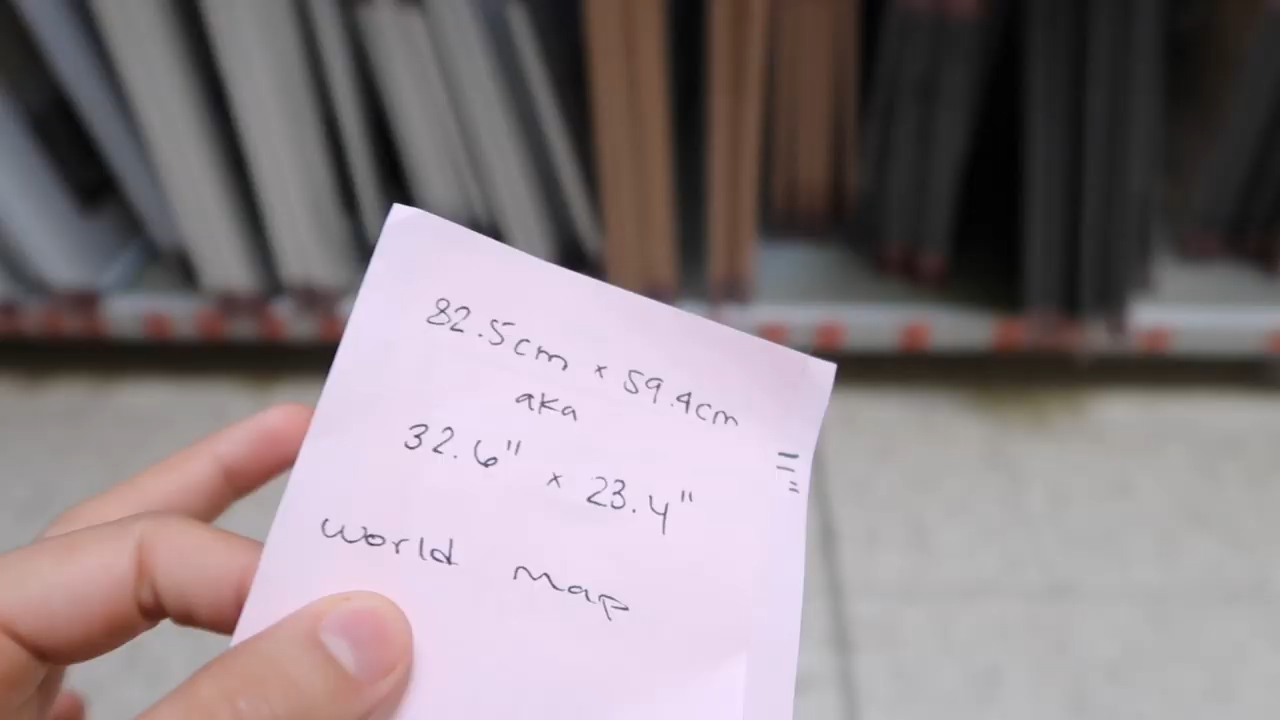 82.5cm × 59.4cm
aka
32.6" × 23.4"
world map